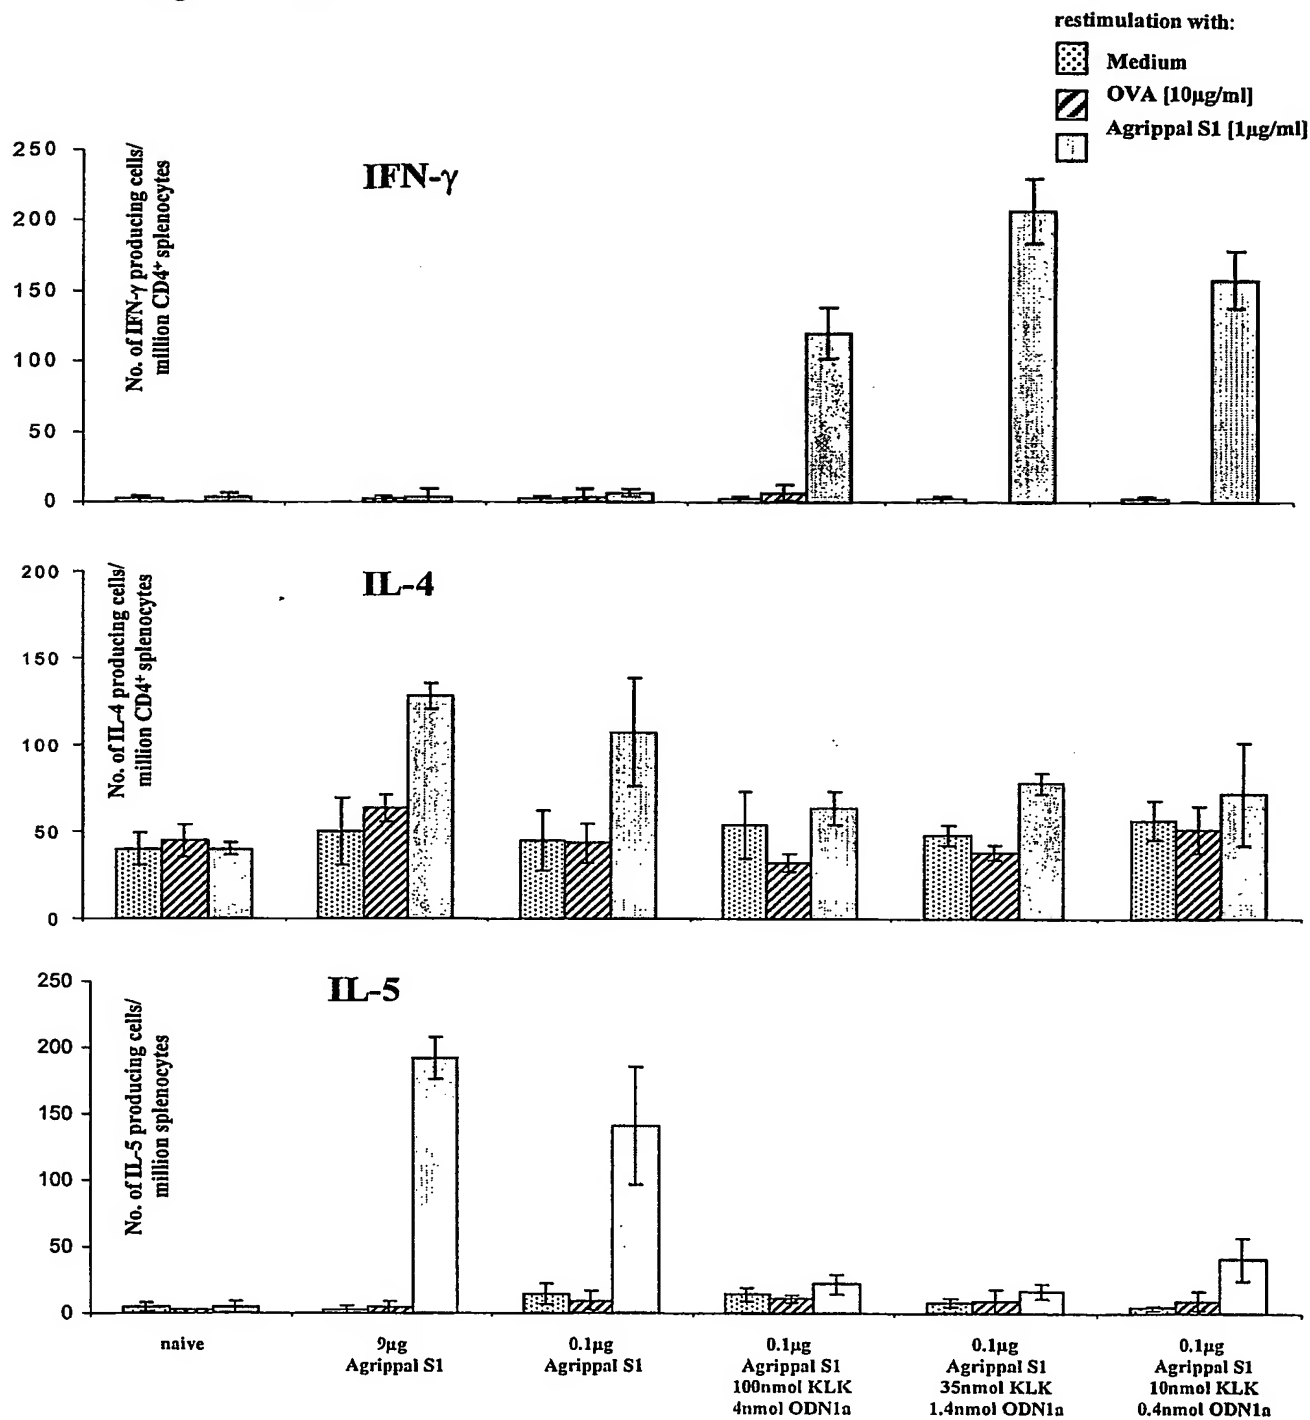 restimulation with:
Medium
OVA [10µg/ml]
Agrippal S1 [1µg/ml]
IFN-γ
No. of IFN-γ producing cells/
million CD4⁺ splenocytes
250
200
150
100
50
0
IL-4
No. of IL-4 producing cells/
million CD4⁺ splenocytes
200
150
100
50
0
IL-5
No. of IL-5 producing cells/
million splenocytes
250
200
150
100
50
0
naive
9µg
Agrippal S1
0.1µg
Agrippal S1
0.1µg
Agrippal S1
100nmol KLK
4nmol ODN1a
0.1µg
Agrippal S1
35nmol KLK
1.4nmol ODN1a
0.1µg
Agrippal S1
10nmol KLK
0.4nmol ODN1a